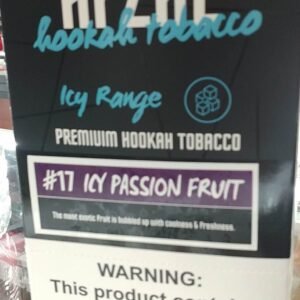 hookah tobacco
Icy Range
PREMIUM HOOKAH TOBACCO
#17 ICY PASSION FRUIT
The most exotic Fruit is bubbled up with coolness & Freshness.
WARNING:
This product